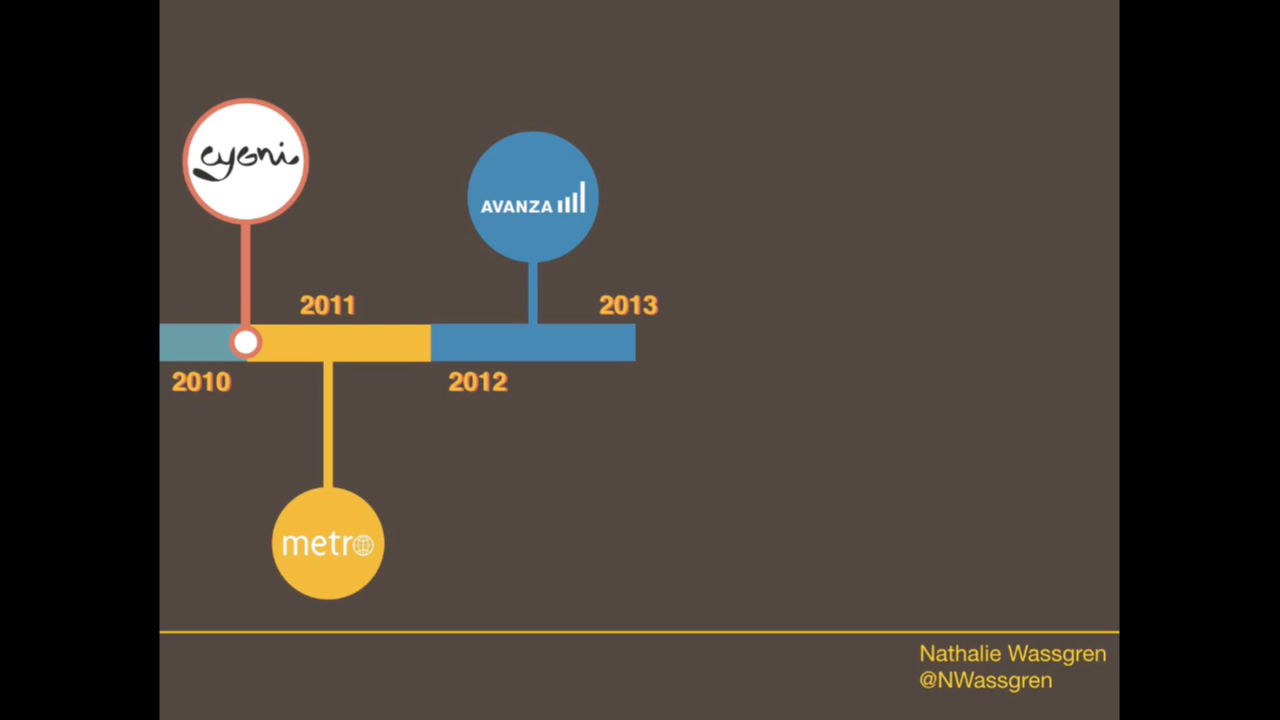 cygni
AVANZA
2011
2013
2010
2012
metro
Nathalie Wassgren
@NWassgren